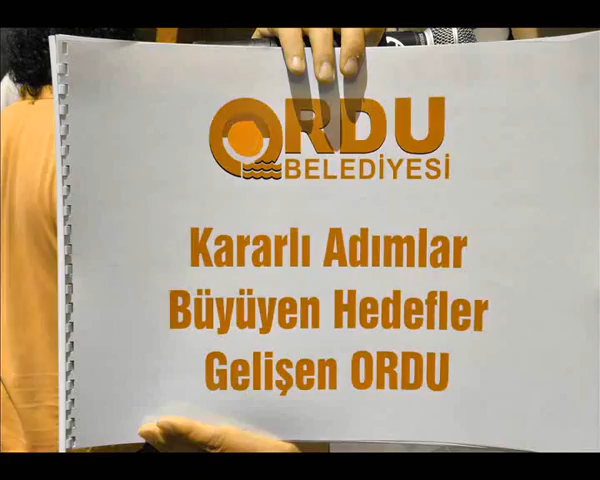 ORDU
BELEDİYESİ
Kararlı Adımlar
Büyüyen Hedefler
Gelişen ORDU